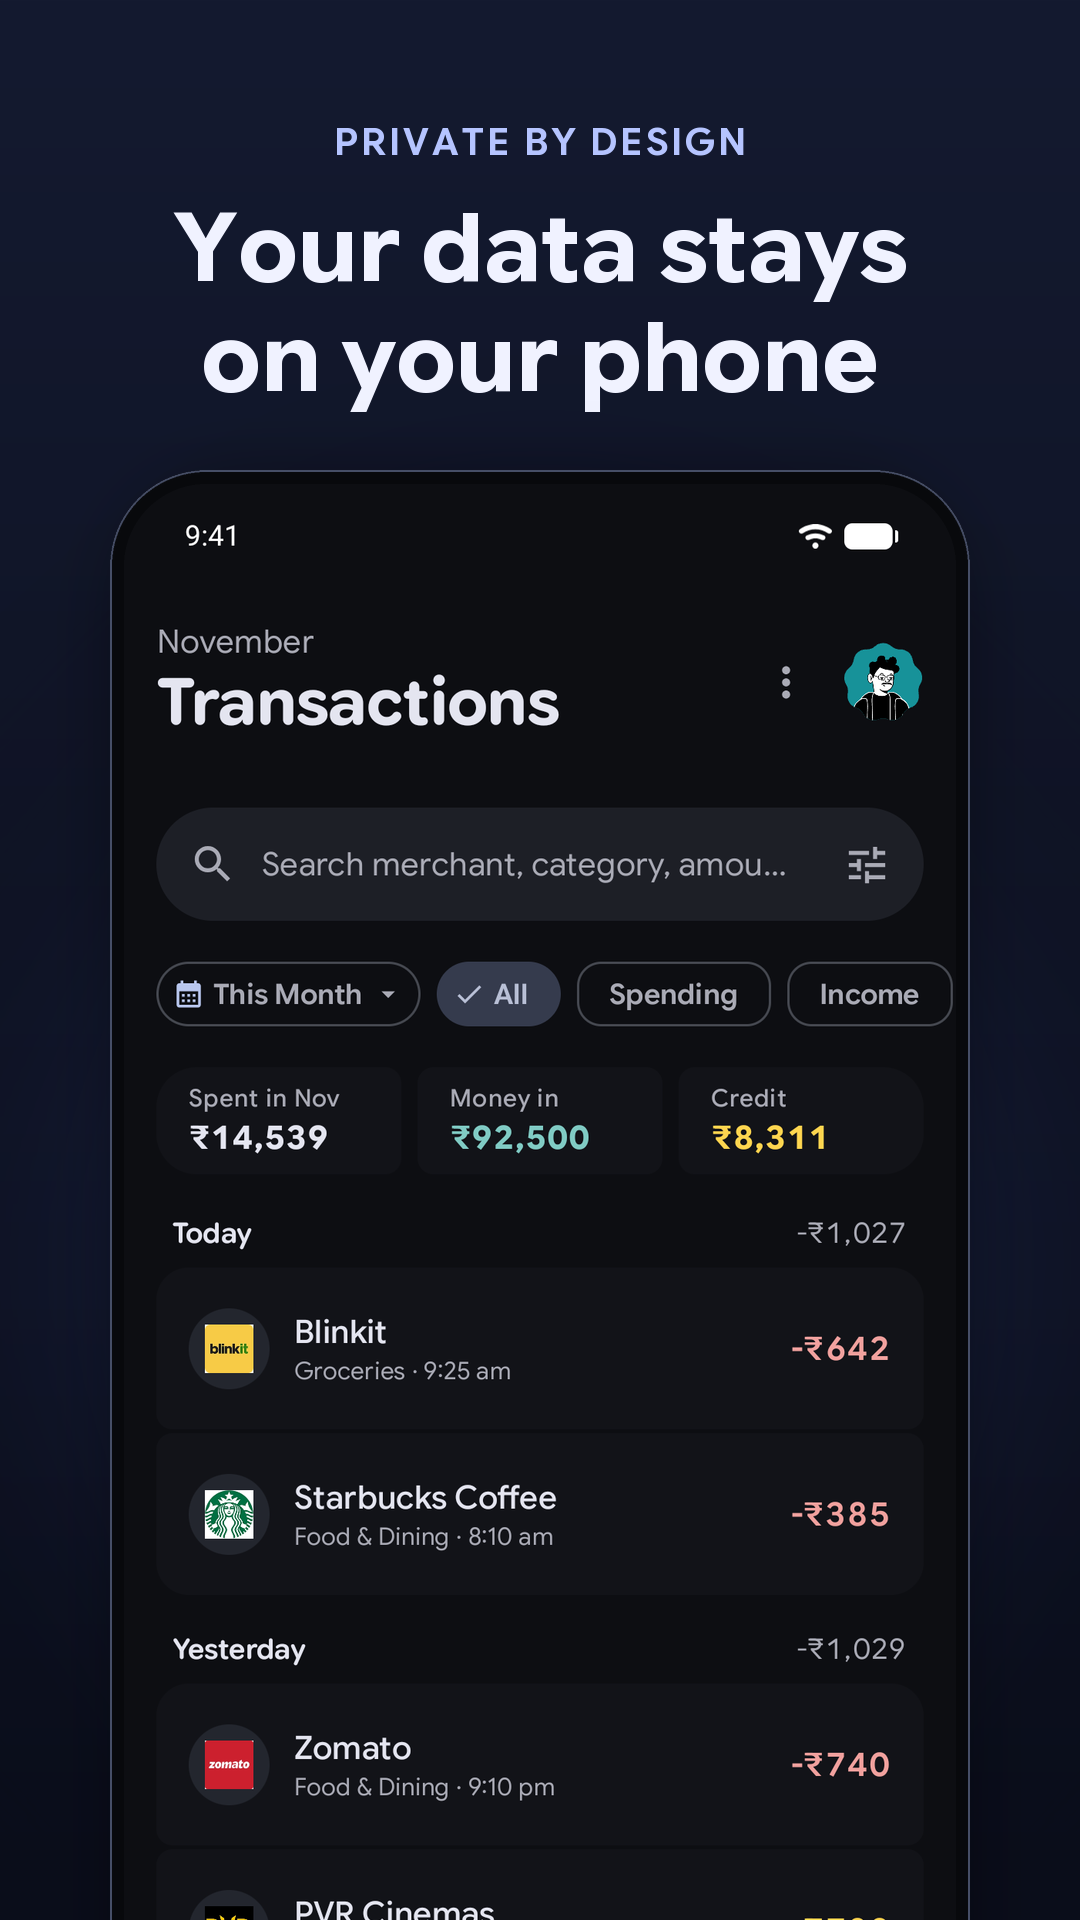 PRIVATE BY DESIGN
Your data stays
on your phone
9:41
November
Transactions
Search merchant, category, amou...
This Month
All
Spending
Income
Spent in Nov
₹14,539
Money in
₹92,500
Credit
₹8,311
Today
-₹1,027
blinkit
Blinkit
Groceries · 9:25 am
-₹642
Starbucks Coffee
Food & Dining · 8:10 am
-₹385
Yesterday
-₹1,029
zomato
Zomato
Food & Dining · 9:10 pm
-₹740
PVR Cinemas